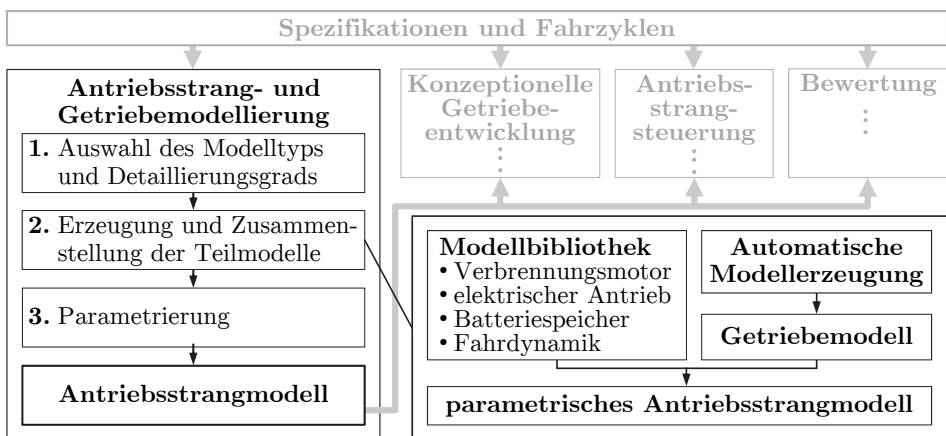 Spezifikationen und Fahrzyklen
Antriebsstrang- und
Getriebemodellierung
1. Auswahl des Modelltyps
und Detaillierungsgrads
2. Erzeugung und Zusammen-
stellung der Teilmodelle
3. Parametrierung
Antriebsstrangmodell
Konzeptionelle
Getriebe-
entwicklung
Antriebs-
strang-
steuerung
Bewertung
Modellbibliothek
• Verbrennungsmotor
• elektrischer Antrieb
• Batteriespeicher
• Fahrdynamik
Automatische
Modellerzeugung
Getriebemodell
parametrisches Antriebsstrangmodell